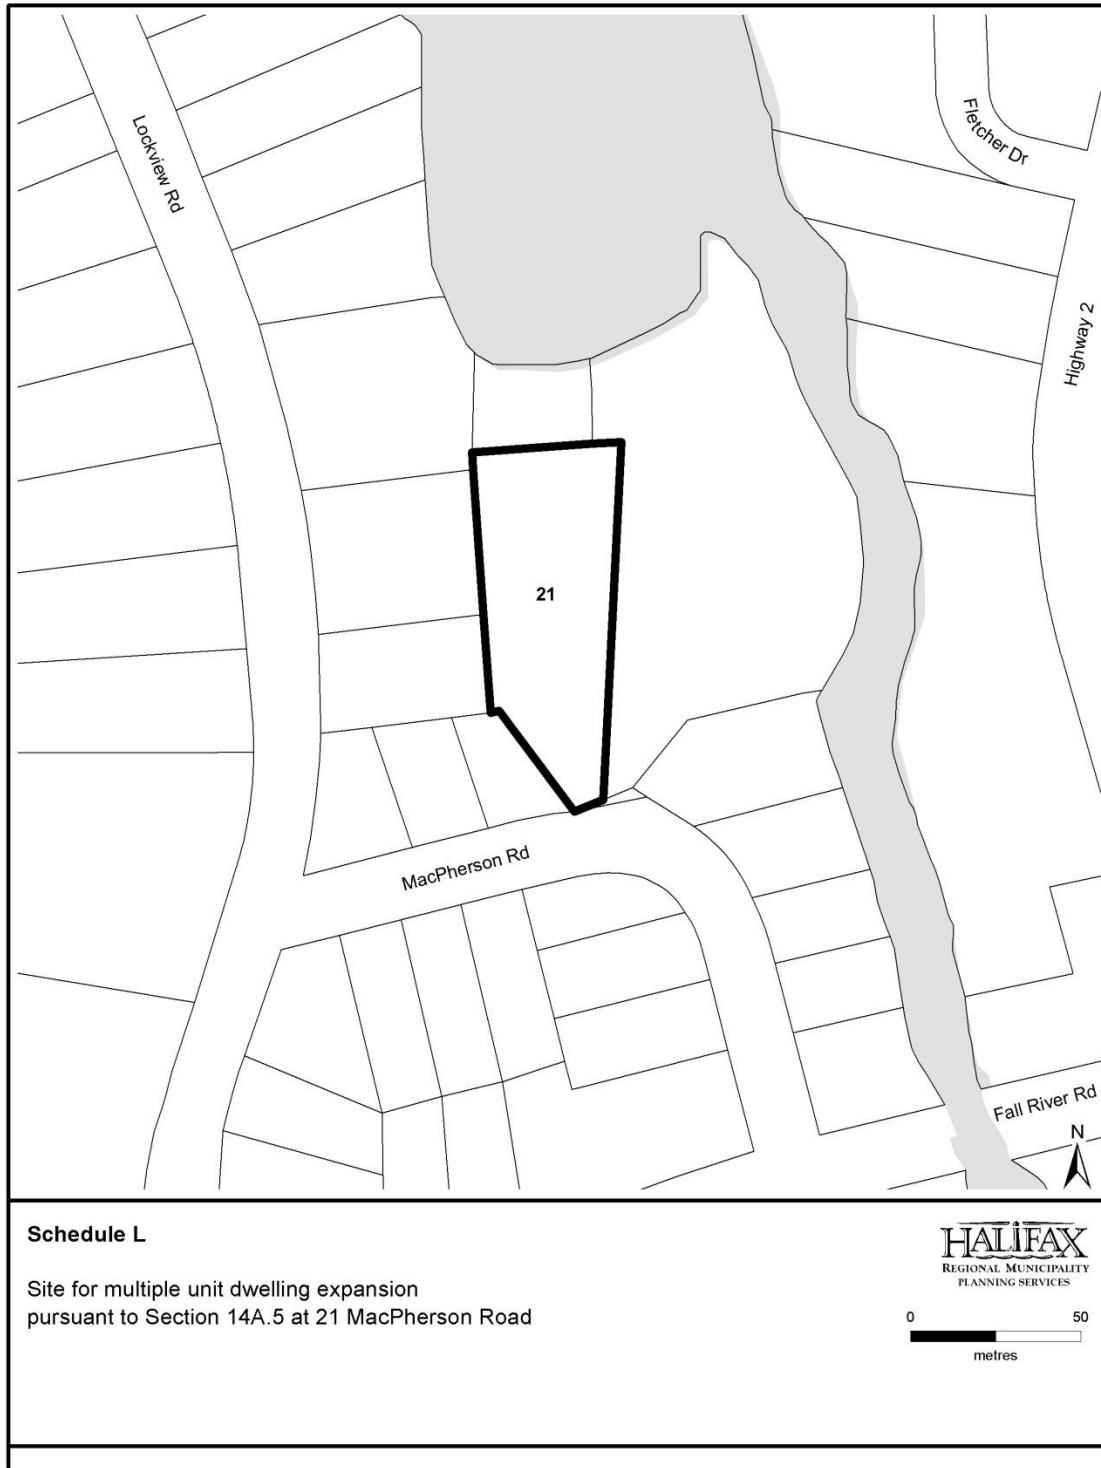 Lockview Rd
Fletcher Dr
Highway 2
21
MacPherson Rd
Fall River Rd
N
Schedule L
Site for multiple unit dwelling expansion
pursuant to Section 14A.5 at 21 MacPherson Road
HALIFAX
REGIONAL MUNICIPALITY
PLANNING SERVICES
0 50
metres